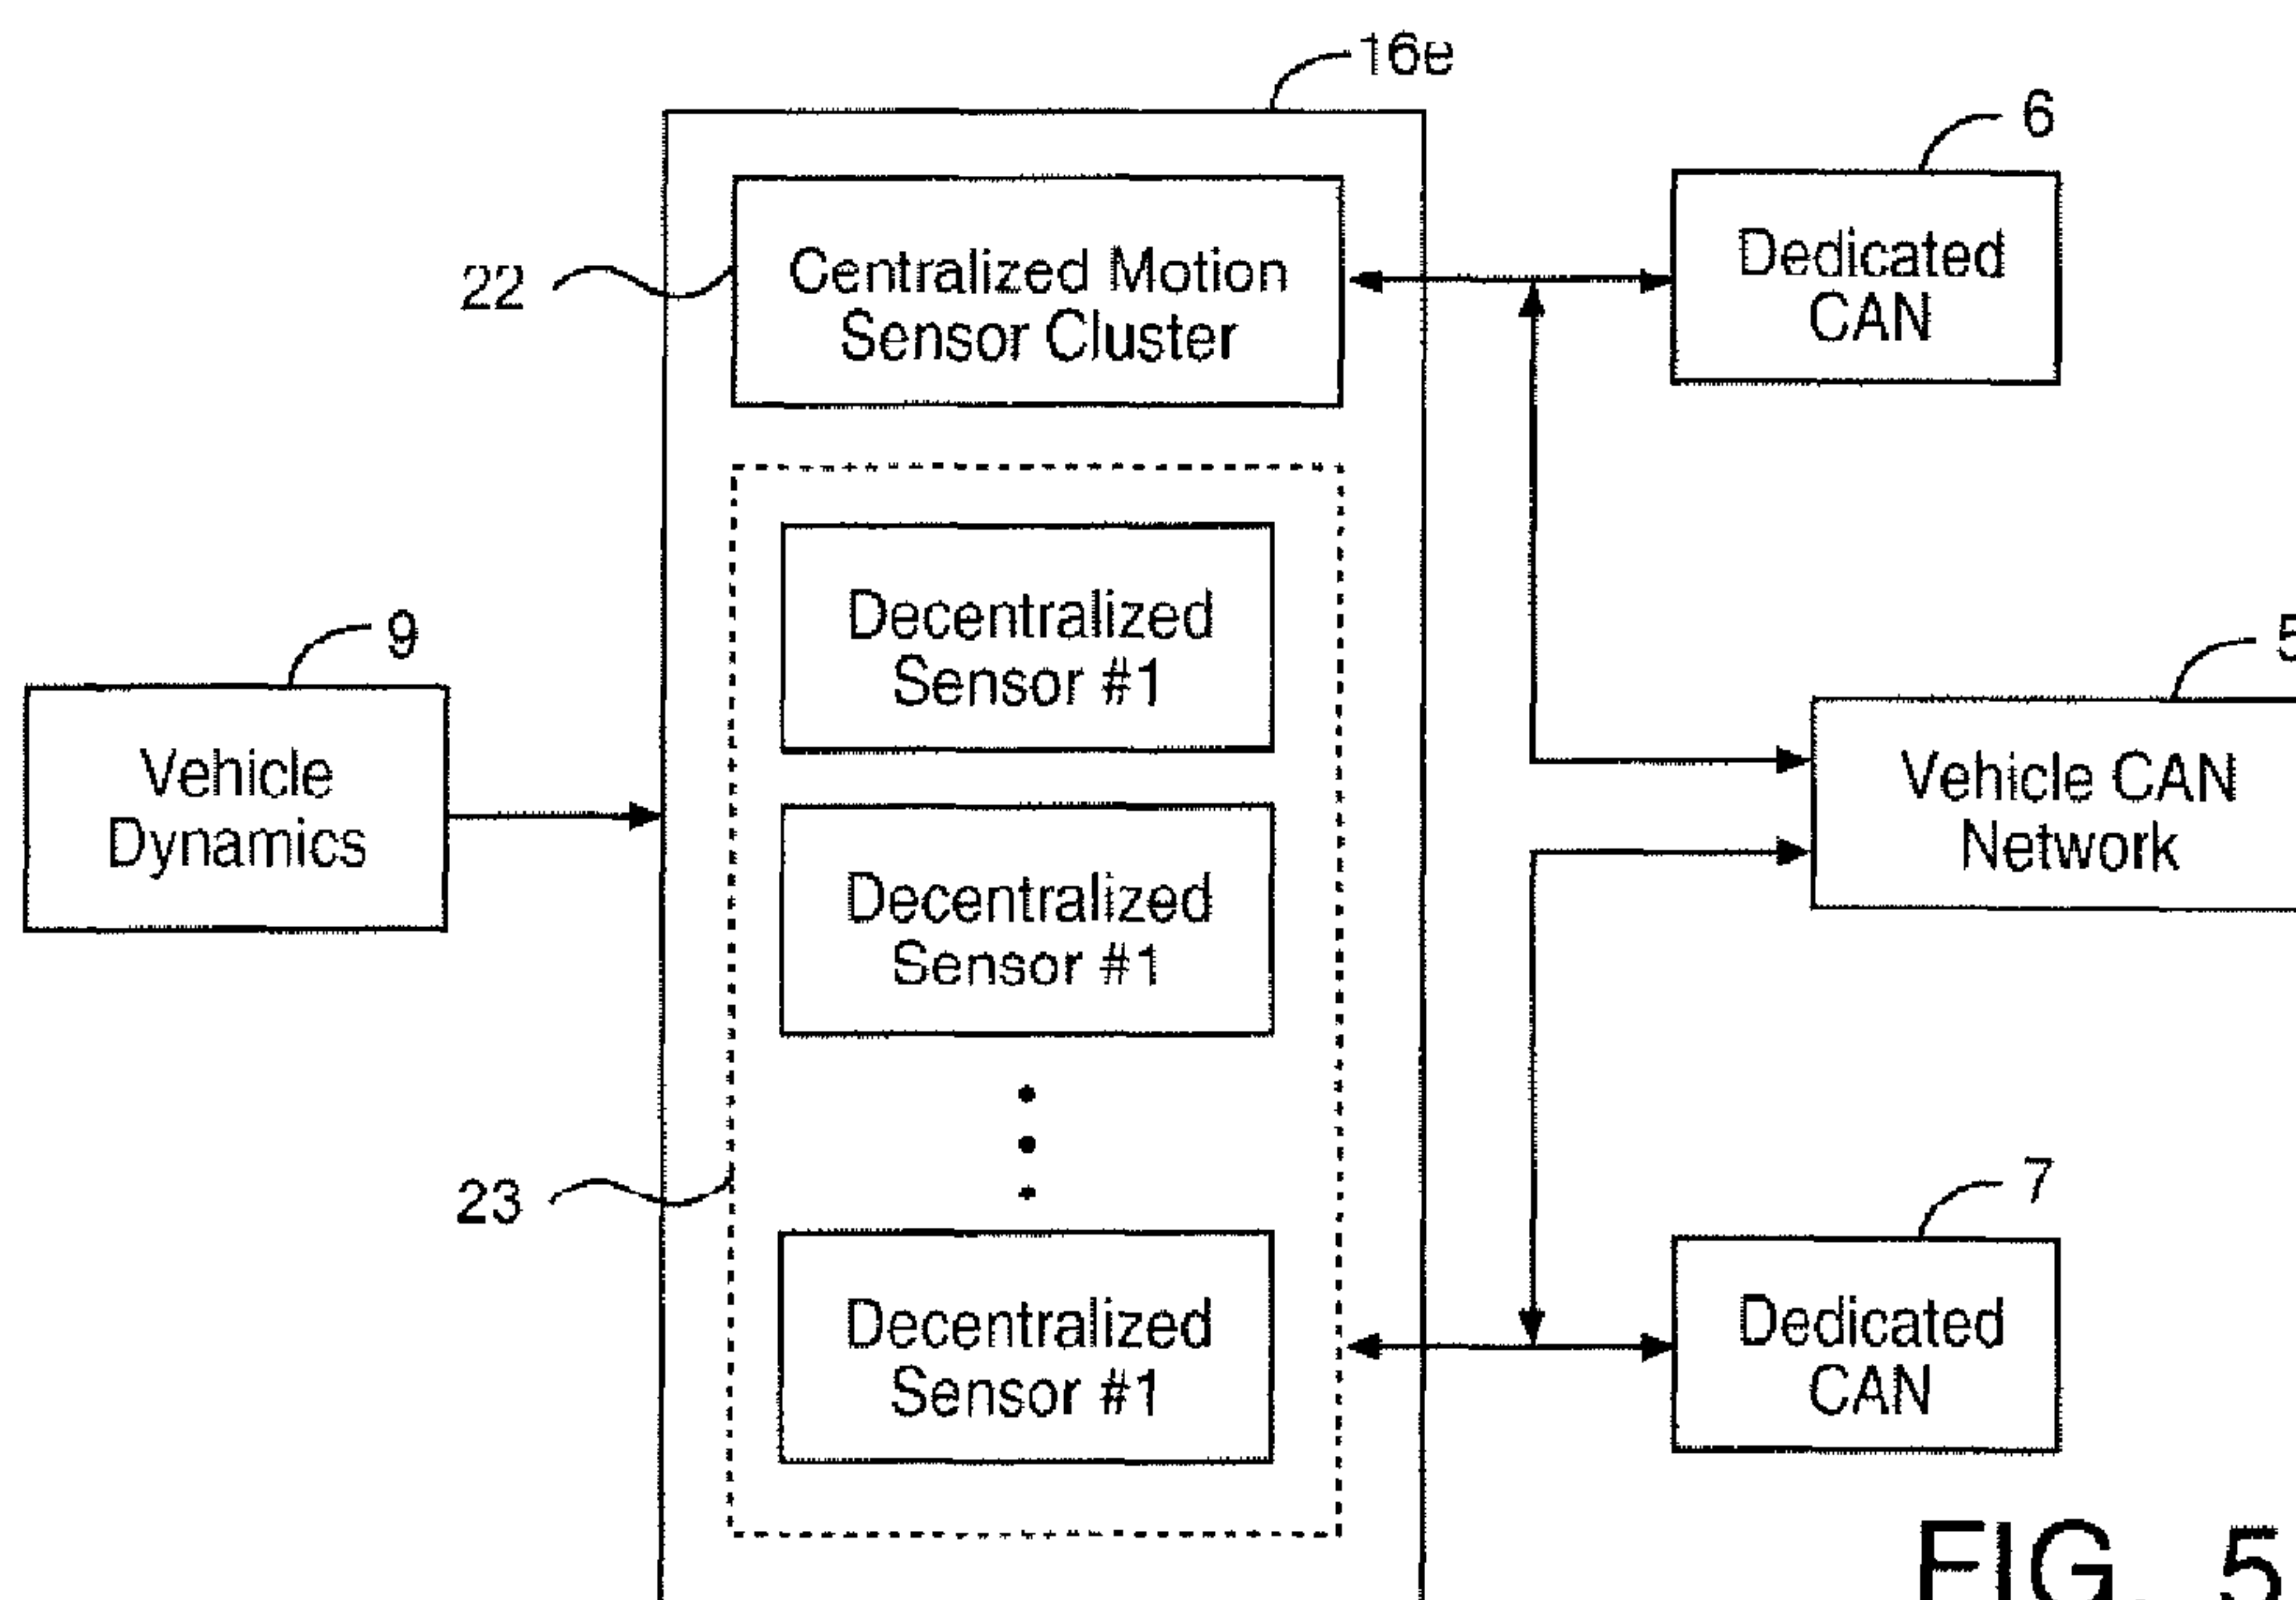 16e
6
Dedicated
CAN
22
Centralized Motion
Sensor Cluster
Decentralized
Sensor #1
9
Vehicle
Dynamics
5
Vehicle CAN
Network
Decentralized
Sensor #1
23
7
Decentralized
Sensor #1
Dedicated
CAN
FIG. 5